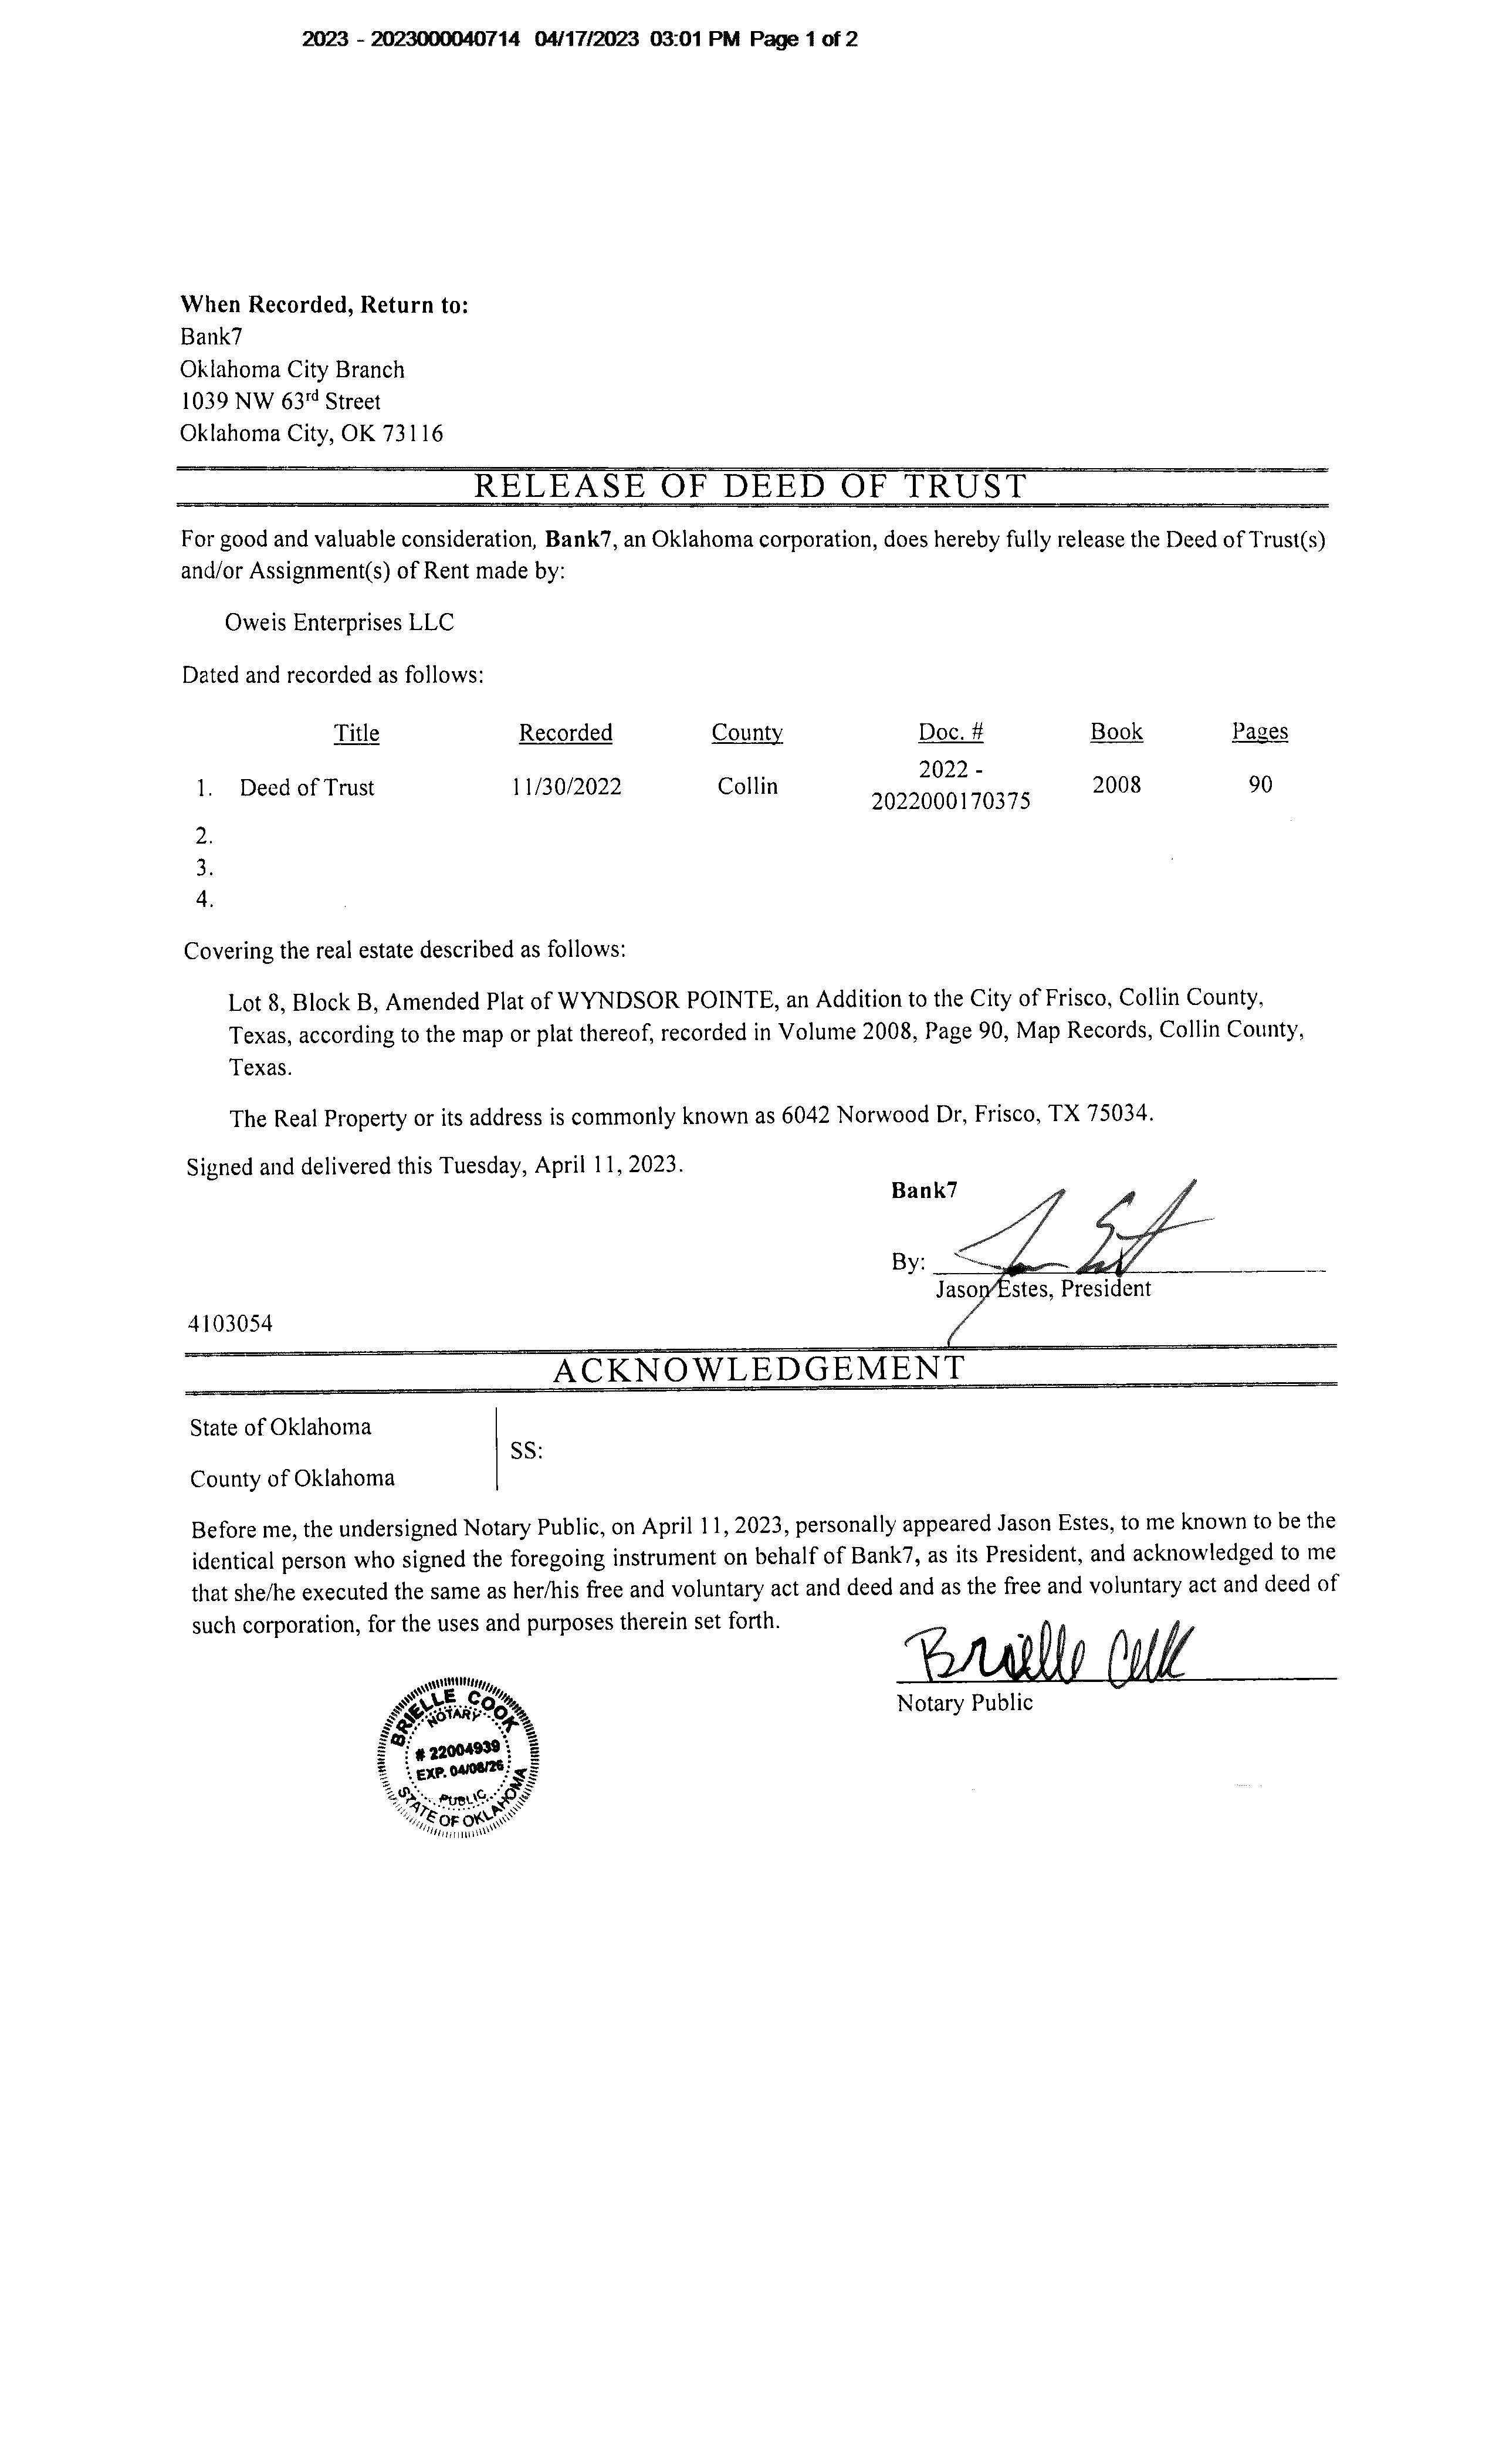 2023 - 2023000040714 04/17/2023 03:01 PM Page 1 of 2
When Recorded, Return to:
Bank7
Oklahoma City Branch
1039 NW 63rd Street
Oklahoma City, OK 73116
RELEASE OF DEED OF TRUST
For good and valuable consideration, Bank7, an Oklahoma corporation, does hereby fully release the Deed of Trust(s)
and/or Assignment(s) of Rent made by:
Oweis Enterprises LLC
Dated and recorded as follows:
Title Recorded County Doc. # Book Pages
1. Deed of Trust 11/30/2022 Collin 2022 - 2022000170375 2008 90
2.
3.
4.
Covering the real estate described as follows:
Lot 8, Block B, Amended Plat of WYNDSOR POINTE, an Addition to the City of Frisco, Collin County,
Texas, according to the map or plat thereof, recorded in Volume 2008, Page 90, Map Records, Collin County,
Texas.
The Real Property or its address is commonly known as 6042 Norwood Dr, Frisco, TX 75034.
Signed and delivered this Tuesday, April 11, 2023.
Bank7
By:
Jason Estes, President
4103054
ACKNOWLEDGEMENT
State of Oklahoma
SS:
County of Oklahoma
Before me, the undersigned Notary Public, on April 11, 2023, personally appeared Jason Estes, to me known to be the
identical person who signed the foregoing instrument on behalf of Bank7, as its President, and acknowledged to me
that she/he executed the same as her/his free and voluntary act and deed and as the free and voluntary act and deed of
such corporation, for the uses and purposes therein set forth.
Brielle Cook
Notary Public
BRIELLE COOK
NOTARY
# 22004939
EXP. 04/08/26
PUBLIC
STATE OF OKLAHOMA